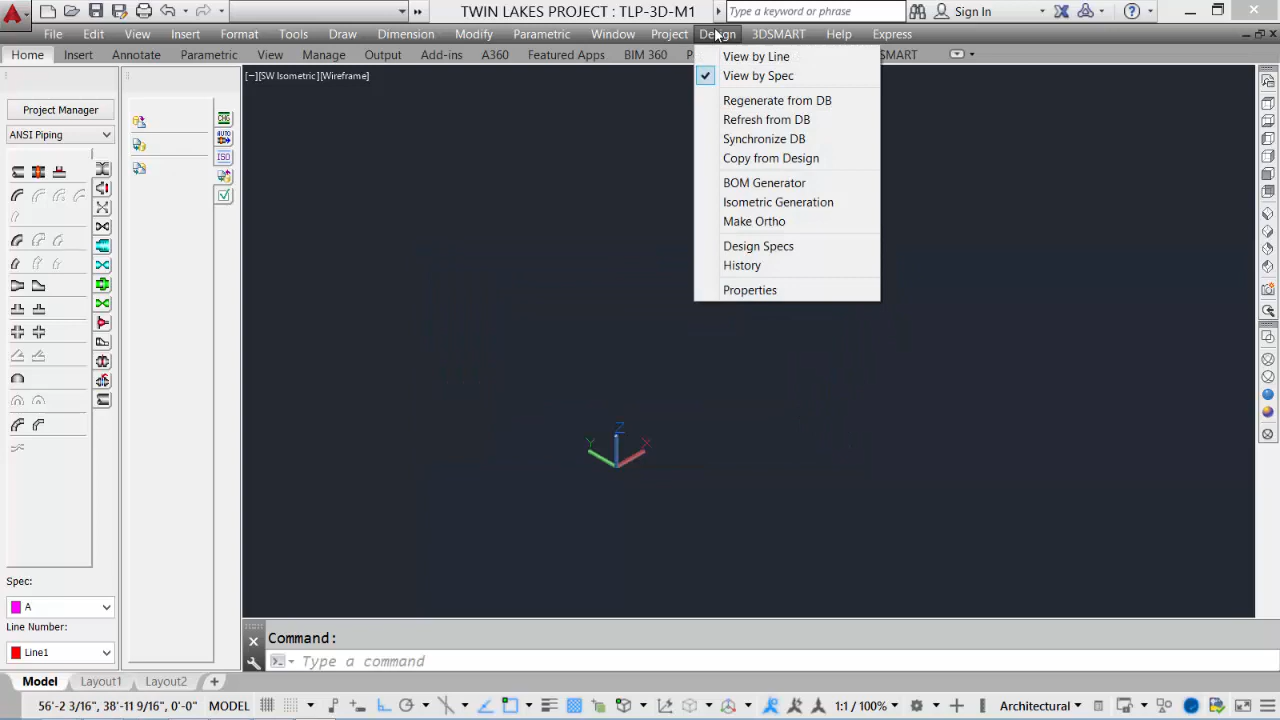 TWIN LAKES PROJECT : TLP-3D-M1
Type a keyword or phrase
Sign In
File Edit View Insert Format Tools Draw Dimension Modify Parametric Window Project Design 3DSMART Help Express
Home Insert Annotate Parametric View Manage Output Add-ins A360 Featured Apps BIM 360 P SMART
[−][SW Isometric][Wireframe]
Project Manager
ANSI Piping
CHG
AUTO
ISO
View by Line
View by Spec
Regenerate from DB
Refresh from DB
Synchronize DB
Copy from Design
BOM Generator
Isometric Generation
Make Ortho
Design Specs
History
Properties
Z
Y
X
Spec:
A
Line Number:
Line1
Command:
Type a command
Model Layout1 Layout2
56'-2 3/16", 38'-11 9/16", 0'-0" MODEL 1:1 / 100% Architectural